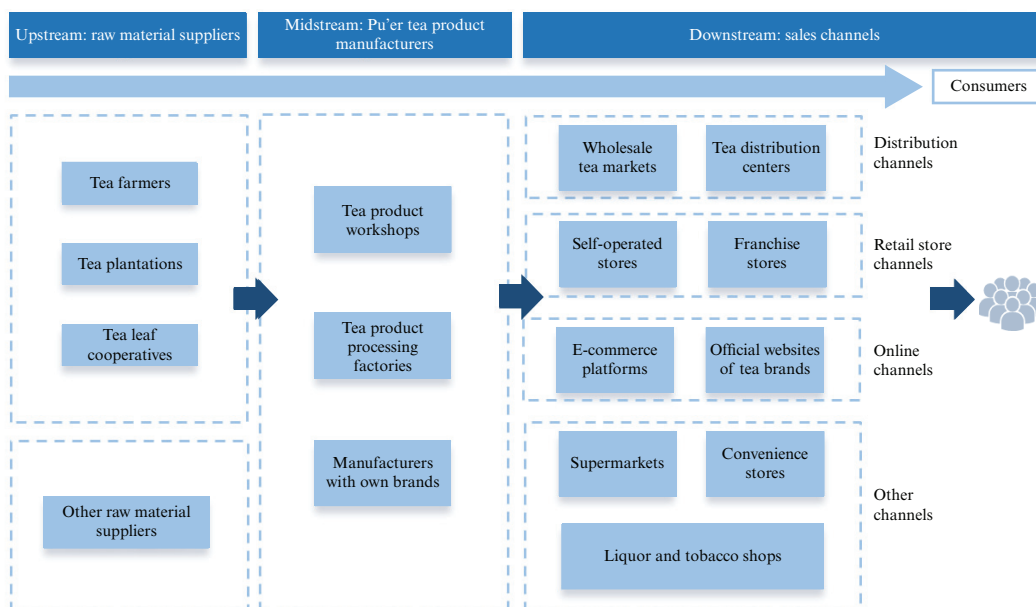 Upstream: raw material suppliers
Midstream: Pu'er tea product
manufacturers
Downstream: sales channels
Consumers
Tea farmers
Tea plantations
Tea leaf
cooperatives
Other raw material
suppliers
Tea product
workshops
Tea product
processing
factories
Manufacturers
with own brands
Wholesale
tea markets
Tea distribution
centers
Distribution
channels
Self-operated
stores
Franchise
stores
Retail store
channels
E-commerce
platforms
Official websites
of tea brands
Online
channels
Supermarkets
Convenience
stores
Liquor and tobacco shops
Other
channels